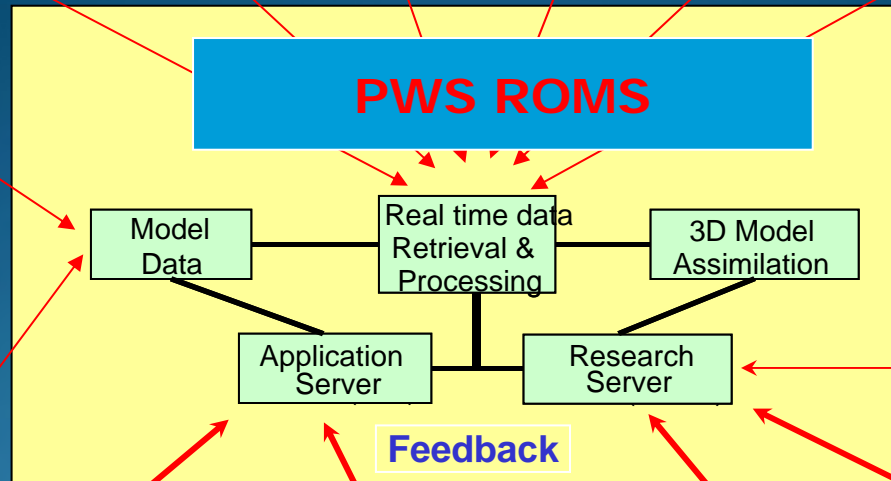 PWS ROMS
Model
Data
Real time data
Retrieval &
Processing
3D Model
Assimilation
Application
Server
Research
Server
Feedback